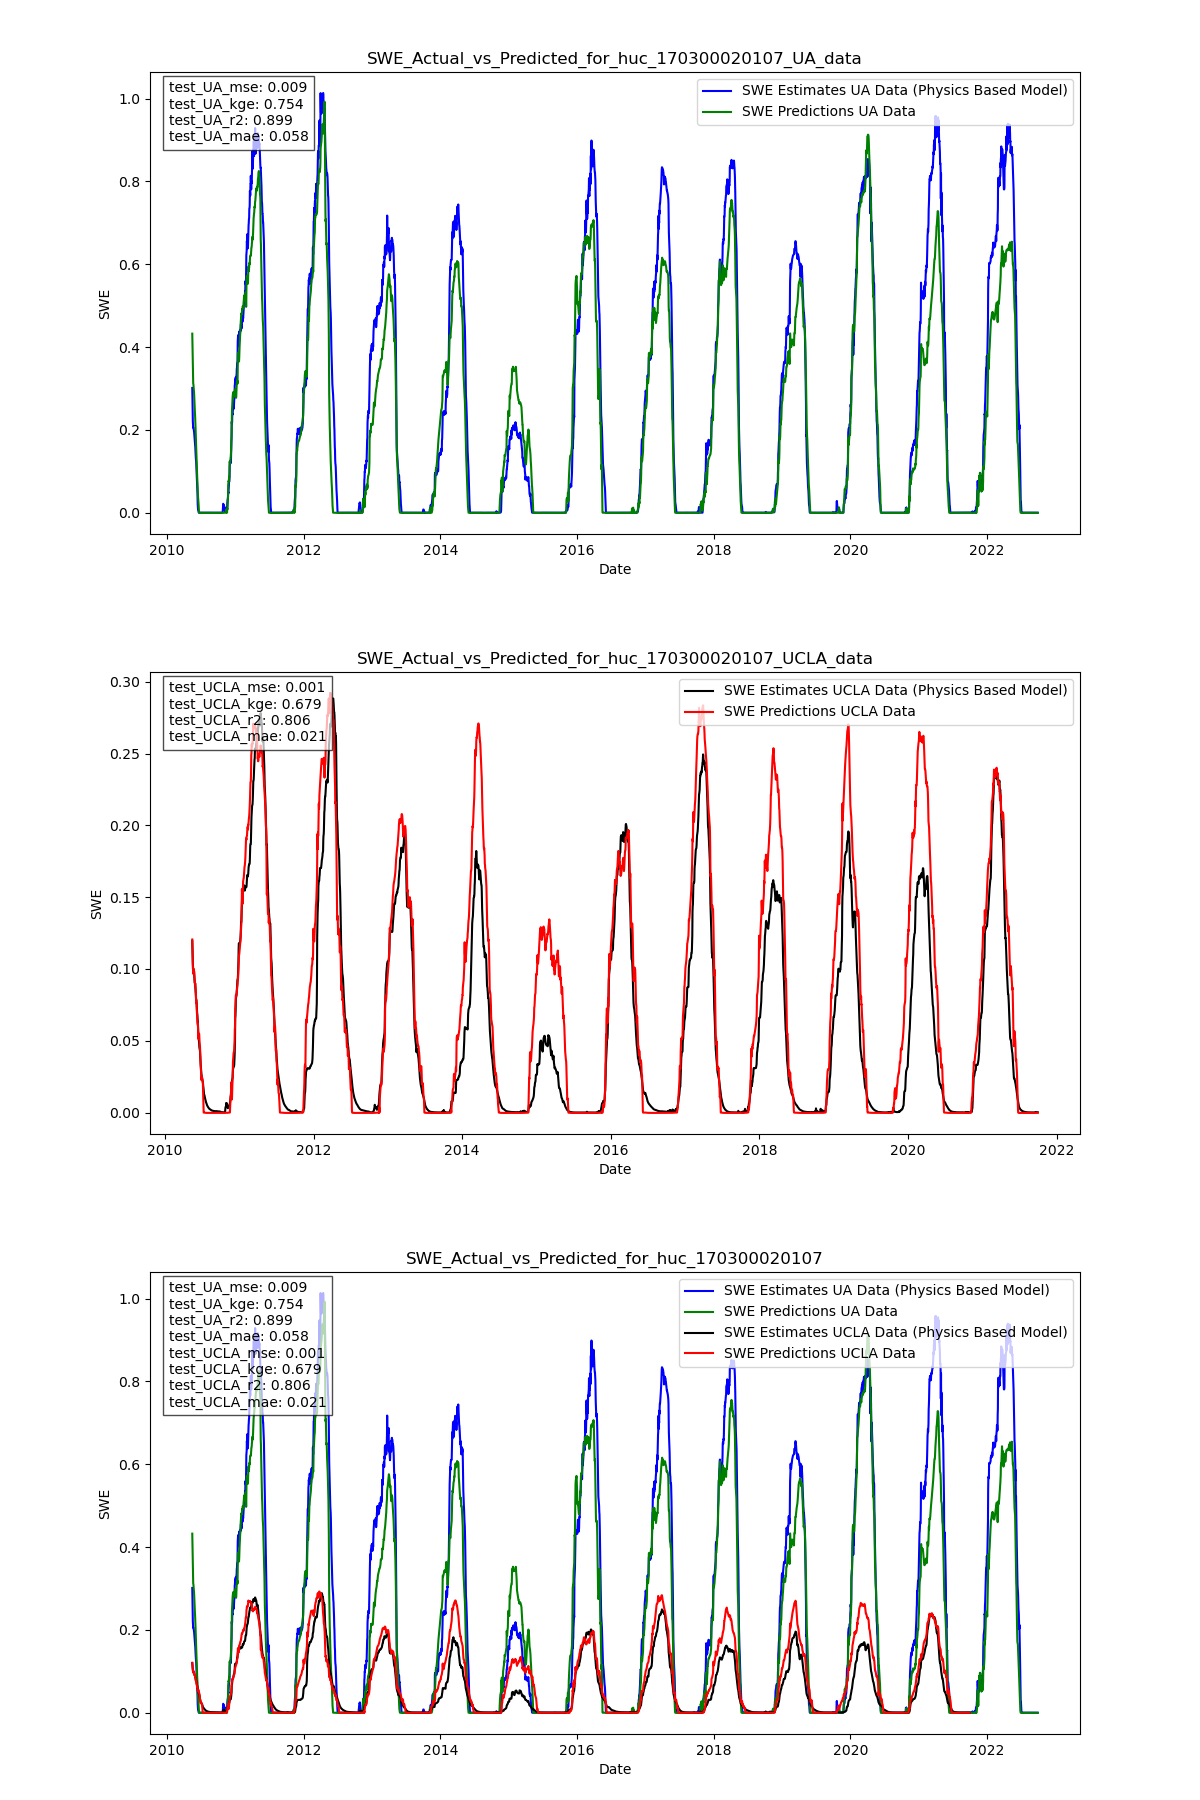 SWE_Actual_vs_Predicted_for_huc_170300020107_UA_data
test_UA_mse: 0.009
test_UA_kge: 0.754
test_UA_r2: 0.899
test_UA_mae: 0.058
SWE Estimates UA Data (Physics Based Model)
SWE Predictions UA Data
1.0
0.8
0.6
0.4
0.2
0.0
SWE
2010
2012
2014
2016
2018
2020
2022
Date
SWE_Actual_vs_Predicted_for_huc_170300020107_UCLA_data
test_UCLA_mse: 0.001
test_UCLA_kge: 0.679
test_UCLA_r2: 0.806
test_UCLA_mae: 0.021
SWE Estimates UCLA Data (Physics Based Model)
SWE Predictions UCLA Data
0.30
0.25
0.20
0.15
0.10
0.05
0.00
SWE
2010
2012
2014
2016
2018
2020
2022
Date
SWE_Actual_vs_Predicted_for_huc_170300020107
test_UA_mse: 0.009
test_UA_kge: 0.754
test_UA_r2: 0.899
test_UA_mae: 0.058
test_UCLA_mse: 0.001
test_UCLA_kge: 0.679
test_UCLA_r2: 0.806
test_UCLA_mae: 0.021
SWE Estimates UA Data (Physics Based Model)
SWE Predictions UA Data
SWE Estimates UCLA Data (Physics Based Model)
SWE Predictions UCLA Data
1.0
0.8
0.6
0.4
0.2
0.0
SWE
2010
2012
2014
2016
2018
2020
2022
Date